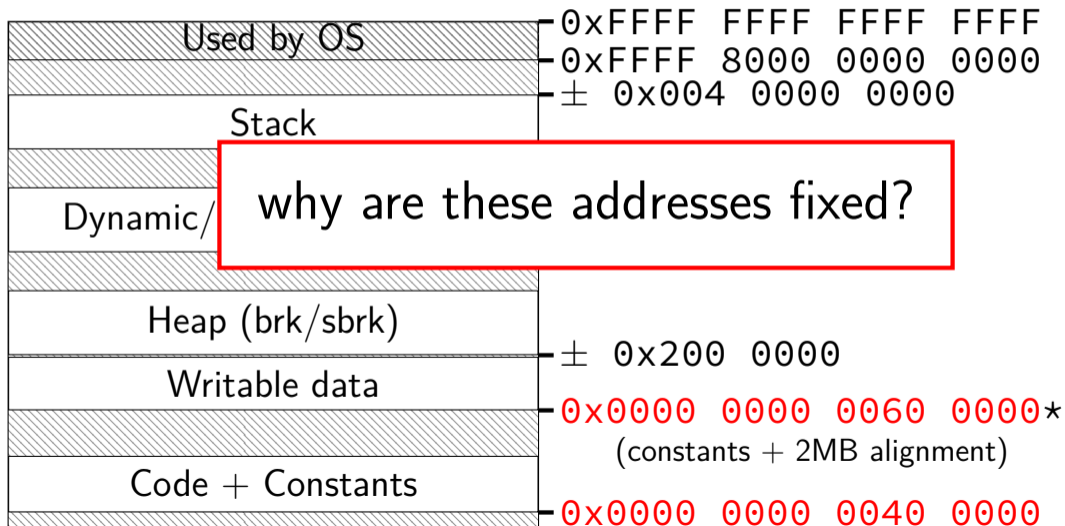 Used by OS
0xFFFF FFFF FFFF FFFF
0xFFFF 8000 0000 0000
± 0x004 0000 0000
Stack
why are these addresses fixed?
Dynamic/
Heap (brk/sbrk)
± 0x200 0000
Writable data
0x0000 0000 0060 0000*
(constants + 2MB alignment)
Code + Constants
0x0000 0000 0040 0000